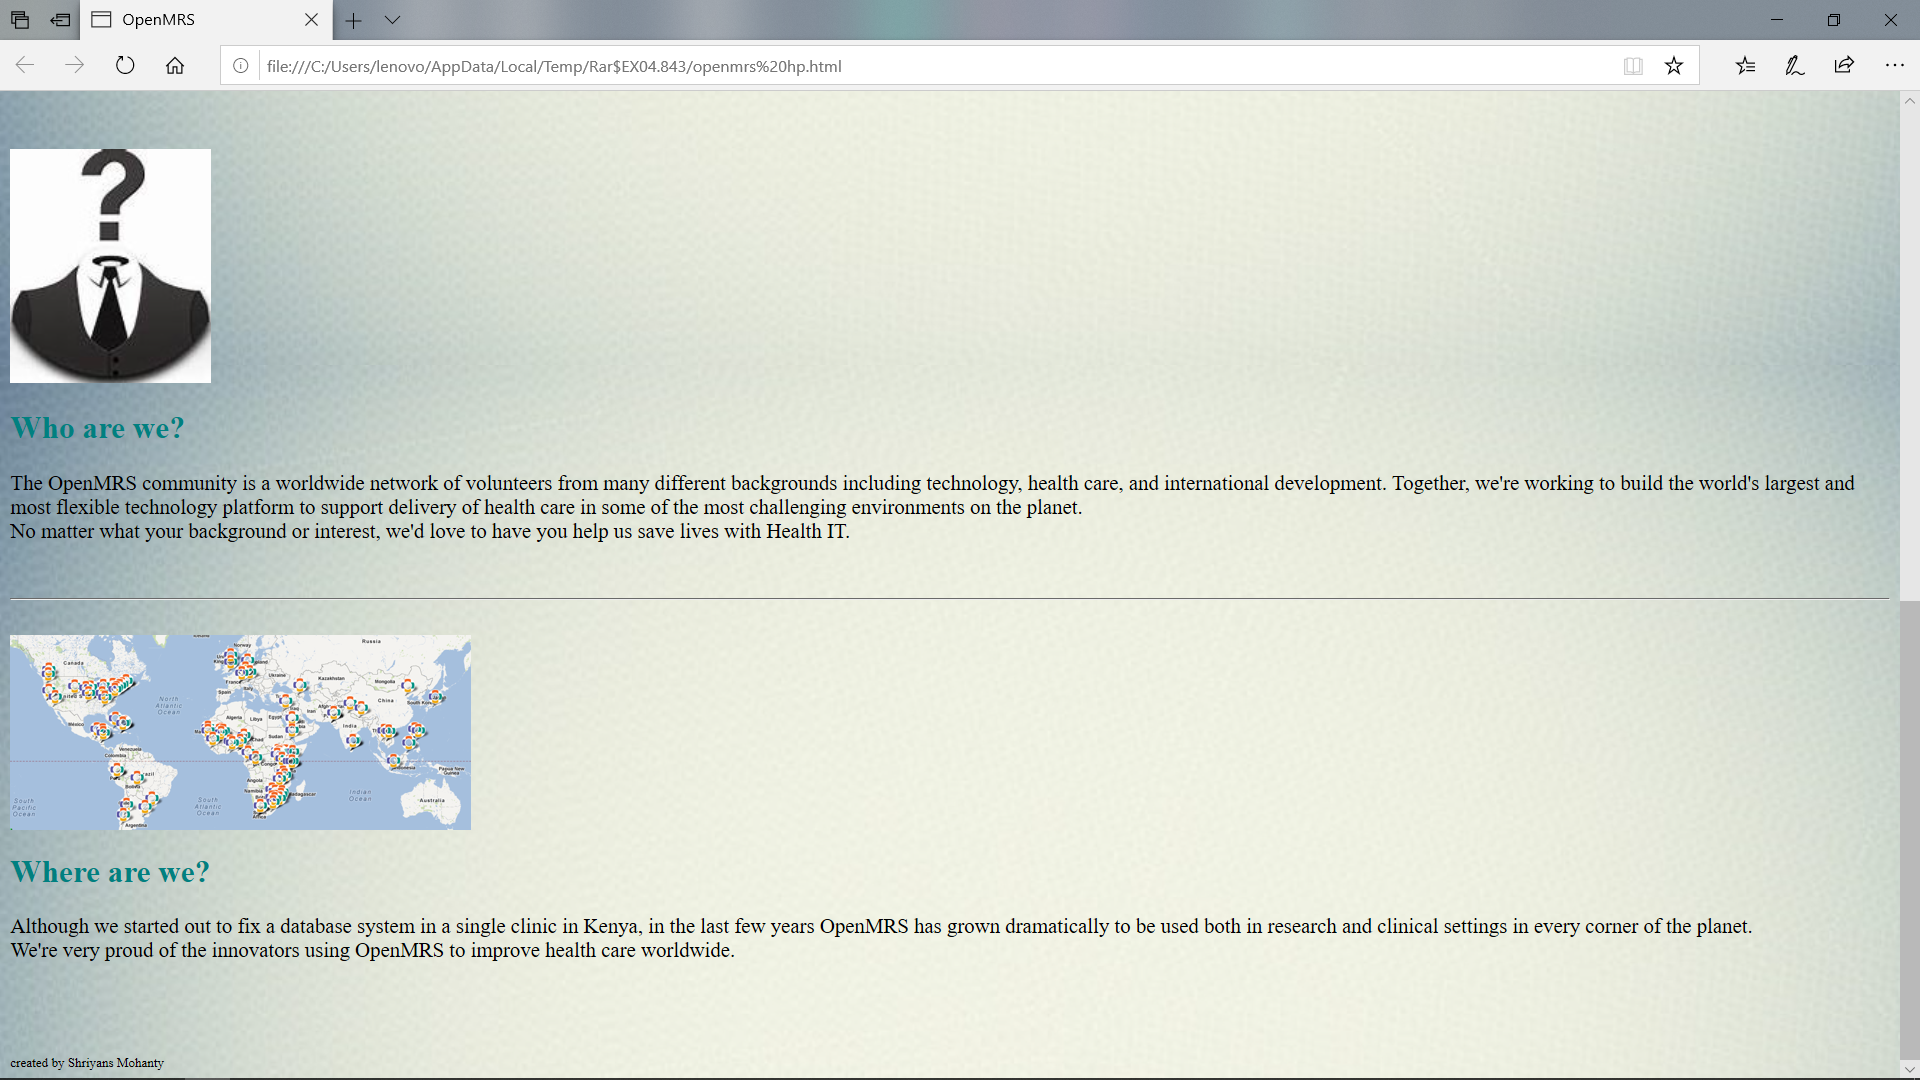 OpenMRS
file:///C:/Users/lenovo/AppData/Local/Temp/Rar$EX04.843/openmrs%20hp.html
?
Who are we?
The OpenMRS community is a worldwide network of volunteers from many different backgrounds including technology, health care, and international development. Together, we're working to build the world's largest and
most flexible technology platform to support delivery of health care in some of the most challenging environments on the planet.
No matter what your background or interest, we'd love to have you help us save lives with Health IT.
Russia
Norway
Canada
Ukraine
Kazakhstan
Mongolia
France
Spain
Italy
China
North
Atlantic
Ocean
Iran
Algeria
Libya
Egypt
India
México
Chad
Sudan
Venezuela
Colombia
Papua New
Guinea
Angola
Bolivia
Namibia
Madagascar
Indian
Ocean
South
Pacific
Ocean
South
Atlantic
Ocean
Australia
Argentina
Where are we?
Although we started out to fix a database system in a single clinic in Kenya, in the last few years OpenMRS has grown dramatically to be used both in research and clinical settings in every corner of the planet.
We're very proud of the innovators using OpenMRS to improve health care worldwide.
created by Shriyans Mohanty